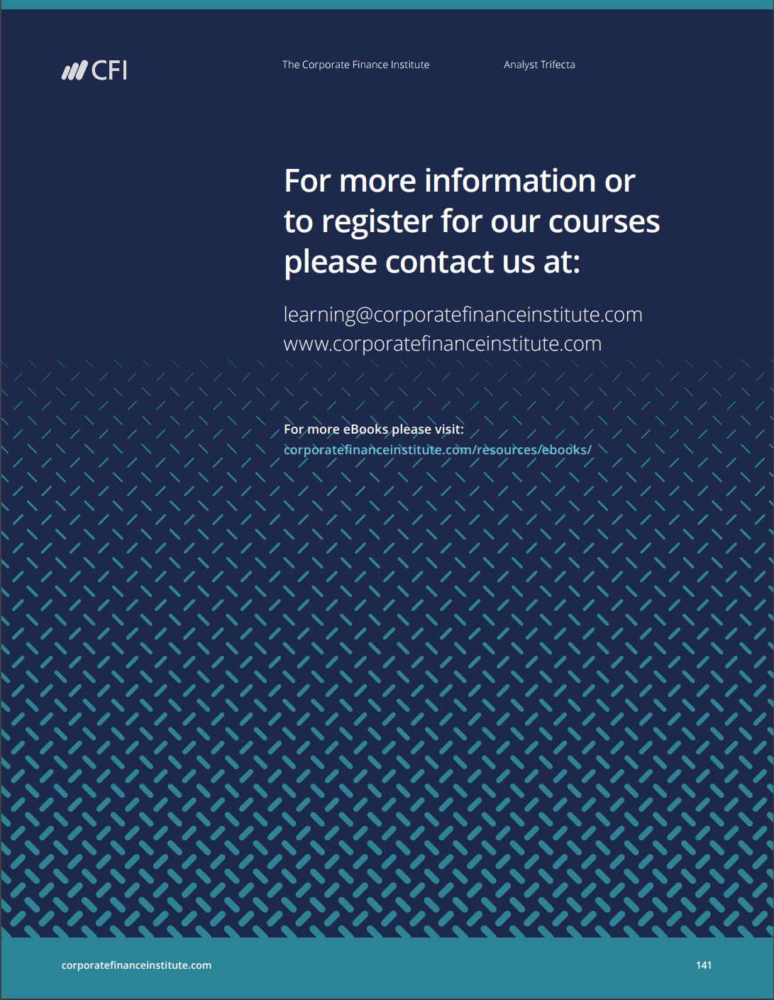 CFI
The Corporate Finance Institute
Analyst Trifecta
For more information or
to register for our courses
please contact us at:
learning@corporatefinanceinstitute.com
www.corporatefinanceinstitute.com
For more eBooks please visit:
corporatefinanceinstitute.com/resources/ebooks/
corporatefinanceinstitute.com
141